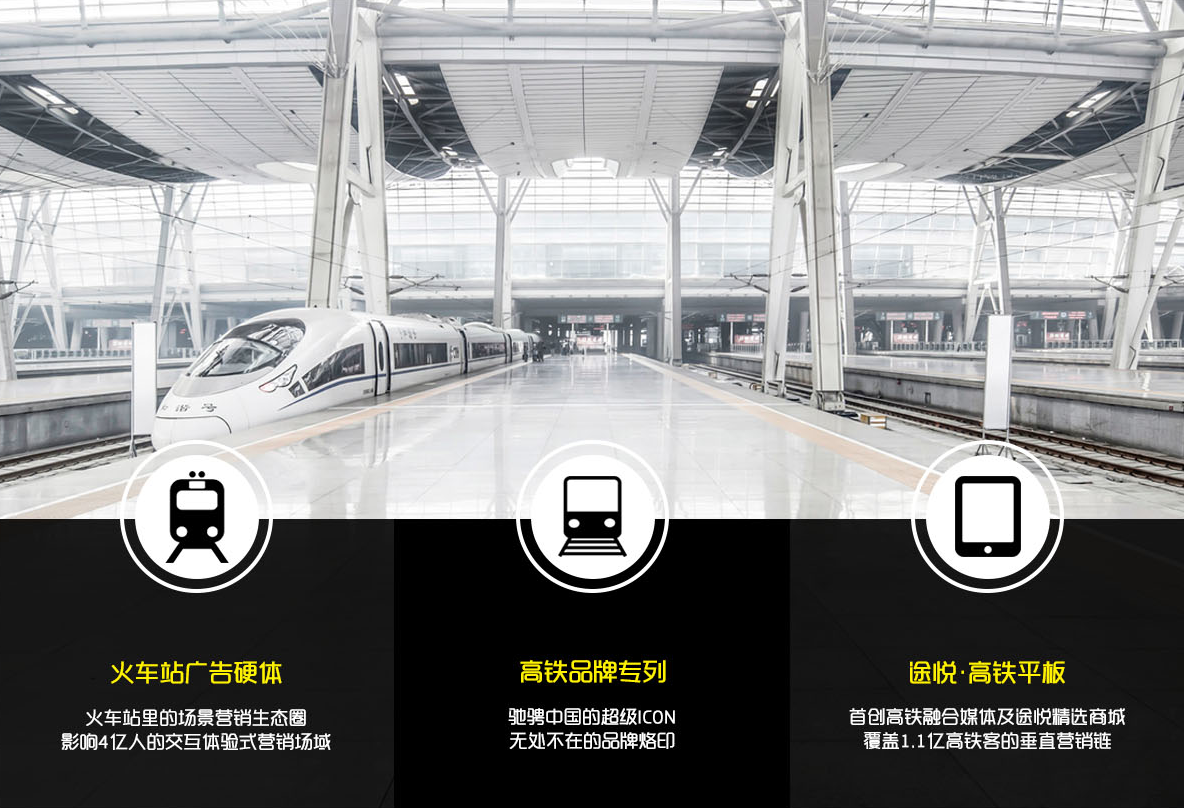 火车站广告硬体
火车站里的场景营销生态圈
影响4亿人的交互体验式营销场域
高铁品牌专列
驰骋中国的超级ICON
无处不在的品牌烙印
途悦·高铁平板
首创高铁融合媒体及途悦精选商城
覆盖1.1亿高铁客的垂直营销链